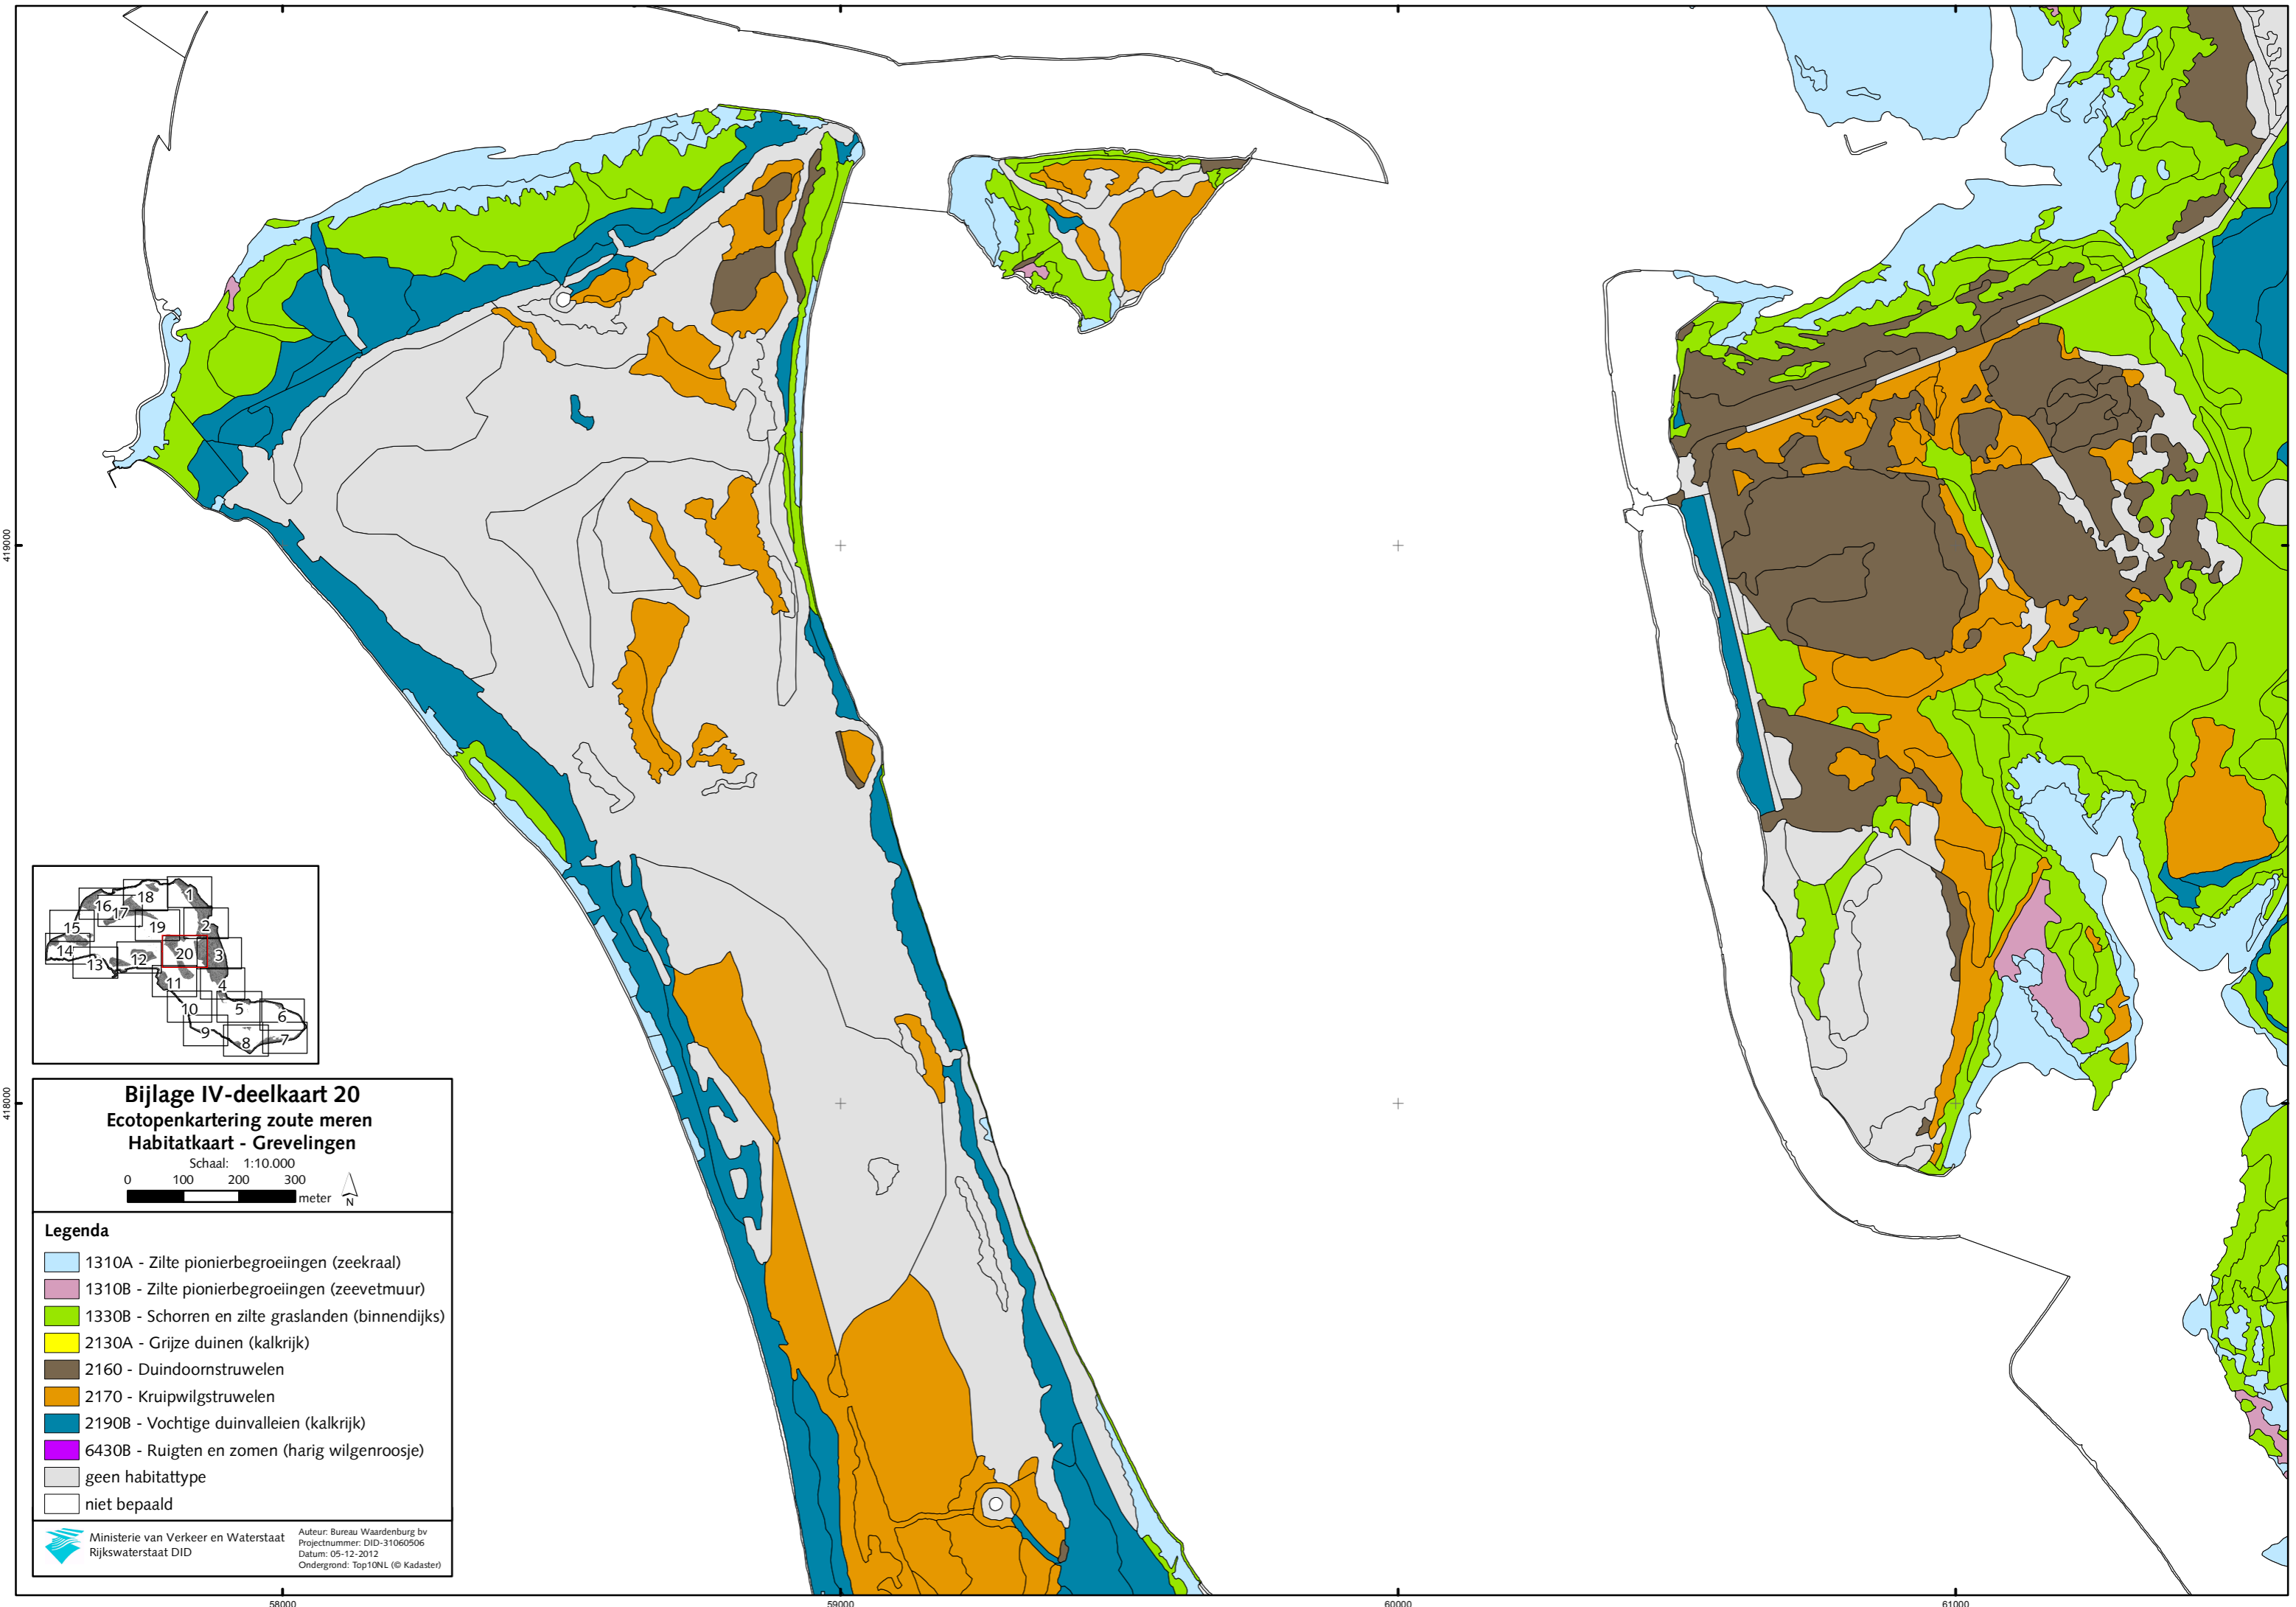 419000
418000
18
1
16
17
2
15
19
14
12
20
3
13
11
4
10
5
6
9
8
7
Bijlage IV-deelkaart 20
Ecotopenkartering zoute meren
Habitatkaart - Grevelingen
Schaal: 1:10.000
0 100 200 300
meter
N
Legenda
1310A - Zilte pionierbegroeiingen (zeekraal)
1310B - Zilte pionierbegroeiingen (zeevetmuur)
1330B - Schorren en zilte graslanden (binnendijks)
2130A - Grijze duinen (kalkrijk)
2160 - Duindoornstruwelen
2170 - Kruipwilgstruwelen
2190B - Vochtige duinvalleien (kalkrijk)
6430B - Ruigten en zomen (harig wilgenroosje)
geen habitattype
niet bepaald
Ministerie van Verkeer en Waterstaat
Rijkswaterstaat DID
Auteur: Bureau Waardenburg bv
Projectnummer: DID-31060506
Datum: 05-12-2012
Ondergrond: Top10NL (© Kadaster)
58000 59000 60000 61000